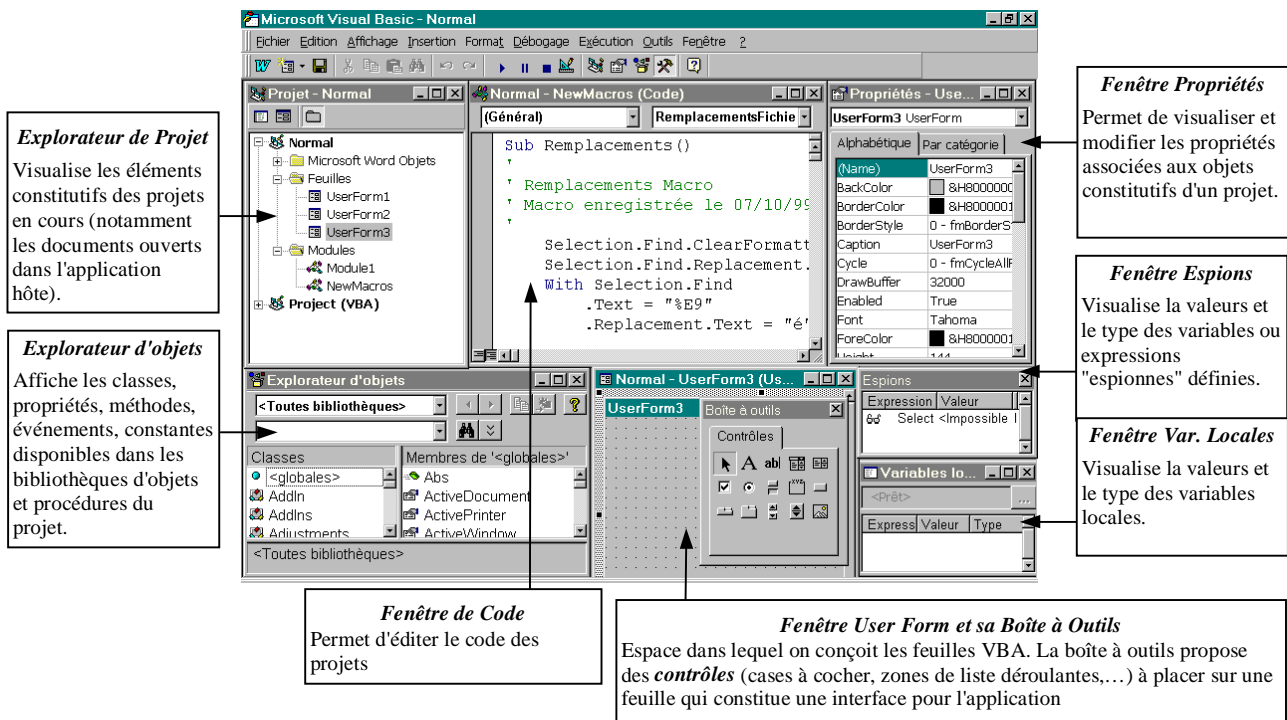 Microsoft Visual Basic - Normal
Fichier Edition Affichage Insertion Format Débogage Exécution Outils Fenêtre ?
Projet - Normal
Normal
Microsoft Word Objets
Feuilles
UserForm1
UserForm2
UserForm3
Modules
Module1
NewMacros
Project (VBA)
Normal - NewMacros (Code)
(Général)
RemplacementsFichie
Sub Remplacements()
'
' Remplacements Macro
' Macro enregistrée le 07/10/99
'
Selection.Find.ClearFormatt
Selection.Find.Replacement.
With Selection.Find
.Text = "%E9"
.Replacement.Text = "é"
Propriétés - Use...
UserForm3 UserForm
Alphabétique Par catégorie
(Name) UserForm3
BackColor &H8000000
BorderColor &H8000001
BorderStyle 0 - fmBorderS
Caption UserForm3
Cycle 0 - fmCycleAllF
DrawBuffer 32000
Enabled True
Font Tahoma
ForeColor &H8000001
Height 144
Explorateur de Projet
Visualise les éléments
constitutifs des projets
en cours (notamment
les documents ouverts
dans l'application
hôte).
Explorateur d'objets
Affiche les classes,
propriétés, méthodes,
événements, constantes
disponibles dans les
bibliothèques d'objets
et procédures du
projet.
Fenêtre Propriétés
Permet de visualiser et
modifier les propriétés
associées aux objets
constitutifs d'un projet.
Fenêtre Espions
Visualise la valeurs et
le type des variables ou
expressions
"espionnes" définies.
Fenêtre Var. Locales
Visualise la valeurs et
le type des variables
locales.
Explorateur d'objets
<Toutes bibliothèques>
Classes
Membres de '<globales>'
<globales>
AddIn
AddIns
Adjustments
Abs
ActiveDocument
ActivePrinter
ActiveWindow
<Toutes bibliothèques>
Normal - UserForm3 (Us...
UserForm3
Boîte à outils
Contrôles
A abl
XYZ
Espions
Expression Valeur
Select <Impossible
Variables lo...
<Prêt>
...
Express Valeur Type
Fenêtre de Code
Permet d'éditer le code des
projets
Fenêtre User Form et sa Boîte à Outils
Espace dans lequel on conçoit les feuilles VBA. La boîte à outils propose
des contrôles (cases à cocher, zones de liste déroulantes,…) à placer sur une
feuille qui constitue une interface pour l'application